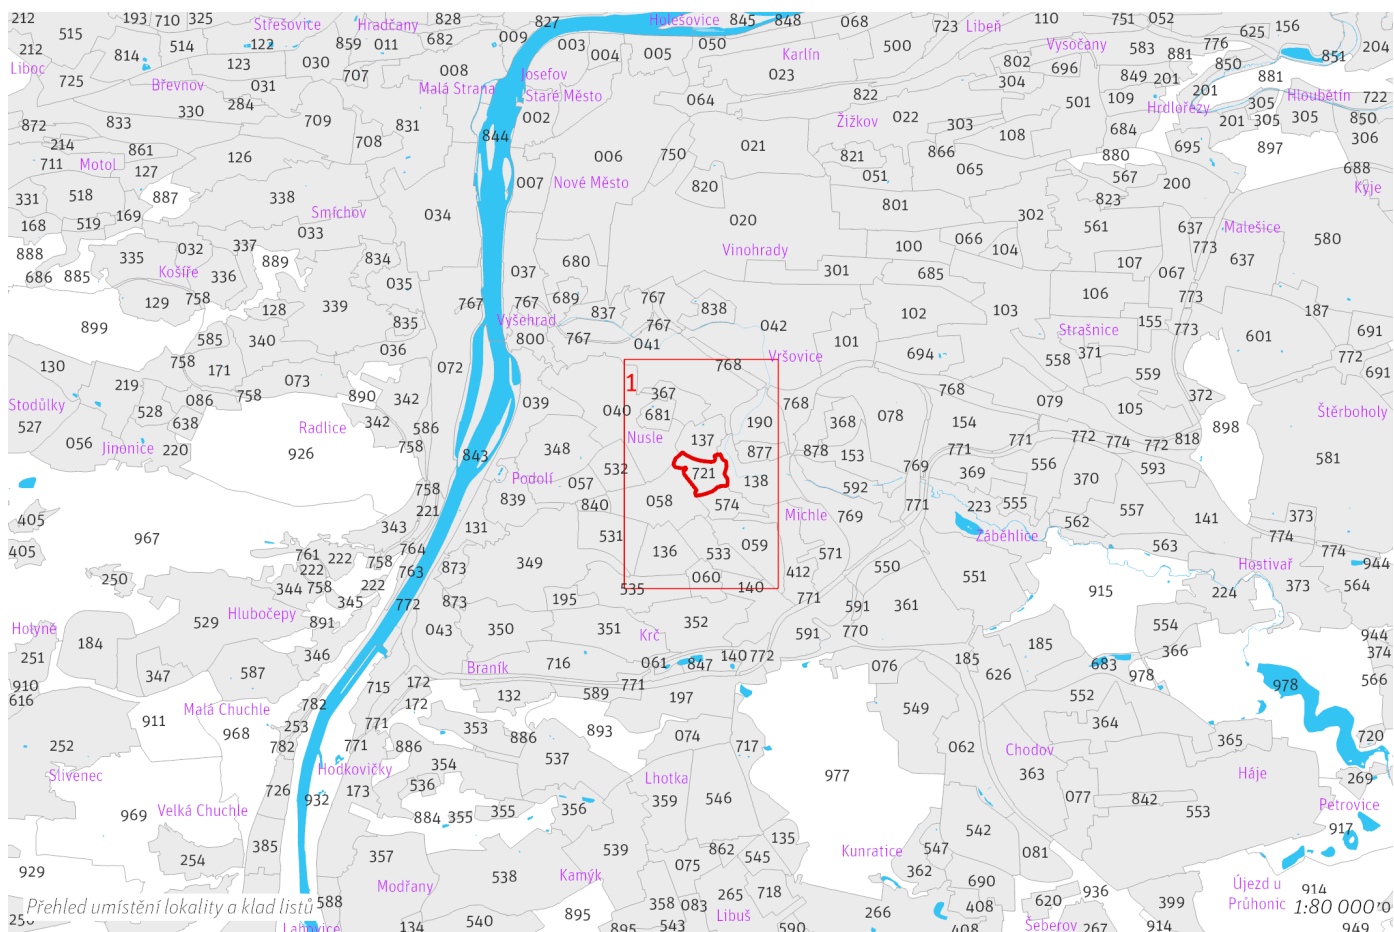 212 193 710 325 Střešovice Hradčany 828 827 Holešovice 845 848 068 723 Libeň 110 751 052 156
515 514 122 859 011 682 009 003 004 005 050 Karlín 500 Vysočany 583 776 625 204
212 814 123 030 008 Josefov 802 881 850 851
Liboc 725 Břevnov 031 707 Malá Strana Staré Město 023 304 696 849 201 881
330 284 064 822 501 109 201 Hrdlořezy Hloubětín 722
872 833 709 831 844 002 Žižkov 022 303 108 684 201 305 305 305 850
214 861 708 021 866 695 897 306
711 Motol 127 126 006 750 821 051 065 880 688
331 518 887 338 007 Nové Město 820 801 567 200 Kyje
168 519 169 Smíchov 034 020 302 823
888 032 337 033 Vinohrady 100 066 104 561 637 Malešice 580
335 Košíře 336 889 834 037 680 301 685 107 773 637
686 885 035 067
129 758 128 339 767 767 689 837 767 838 102 103 106 773 187
899 585 340 835 Vyšehrad 767 042 Strašnice 155 773 601 691
800 767 041 101
130 758 171 036 072 768 Vršovice 694 558 371 772
219 073 559 691
Stodůlky 086 758 890 342 039 1 367 768 768 079 372
528 638 040 681 190 368 078 154 105 Štěrboholy
527 056 Jinonice 220 Radlice 342 586 Nusle 137 771 772 774 772 818 898
926 758 843 348 877 878 153 771 581
532 721 138 769 369 556 593
758 Podolí 057 592 370
405 221 839 840 058 574 Michle 769 771 223 555 557 141 373
967 343 131 Záběhlice 562 774
405 761 222 758 764 531 136 533 059 571 563 774
222 763 873 349 550 Hostivař 944
250 344 758 222 535 060 140 412 551 915 373 564
345 772 873 195 771 591 361 224
Hlubočepy 529 891 043 350 351 352 591 770 554 944
Holyně 184 Krč 185 366 374
251 346 Braník 716 061 847 140 772 076 185 683
910 347 587 715 172 771 626 978 978 566
616 Malá Chuchle 782 172 132 589 197 549 552
911 968 253 771 353 886 893 074 364 720
252 782 771 886 717 062 Chodov 365
Slivenec Hodkovičky 354 537 Lhotka 977 363 Háje 269
726 932 173 536 359 546 077 842 553 Petrovice
969 Velká Chuchle 884 355 355 356 917
385 135 542
254 357 539 862 545 Kunratice 547 081
929 538 Kamýk 075 362 690 Újezd u
Modřany 265 718 936 914 Průhonic
Přehled umístění lokality a klad listů 588 358 083 408 620 399 1:80 000
540 895 Libuš 266
Lahovice 134 895 543 590 408 Šeberov 267 914 949